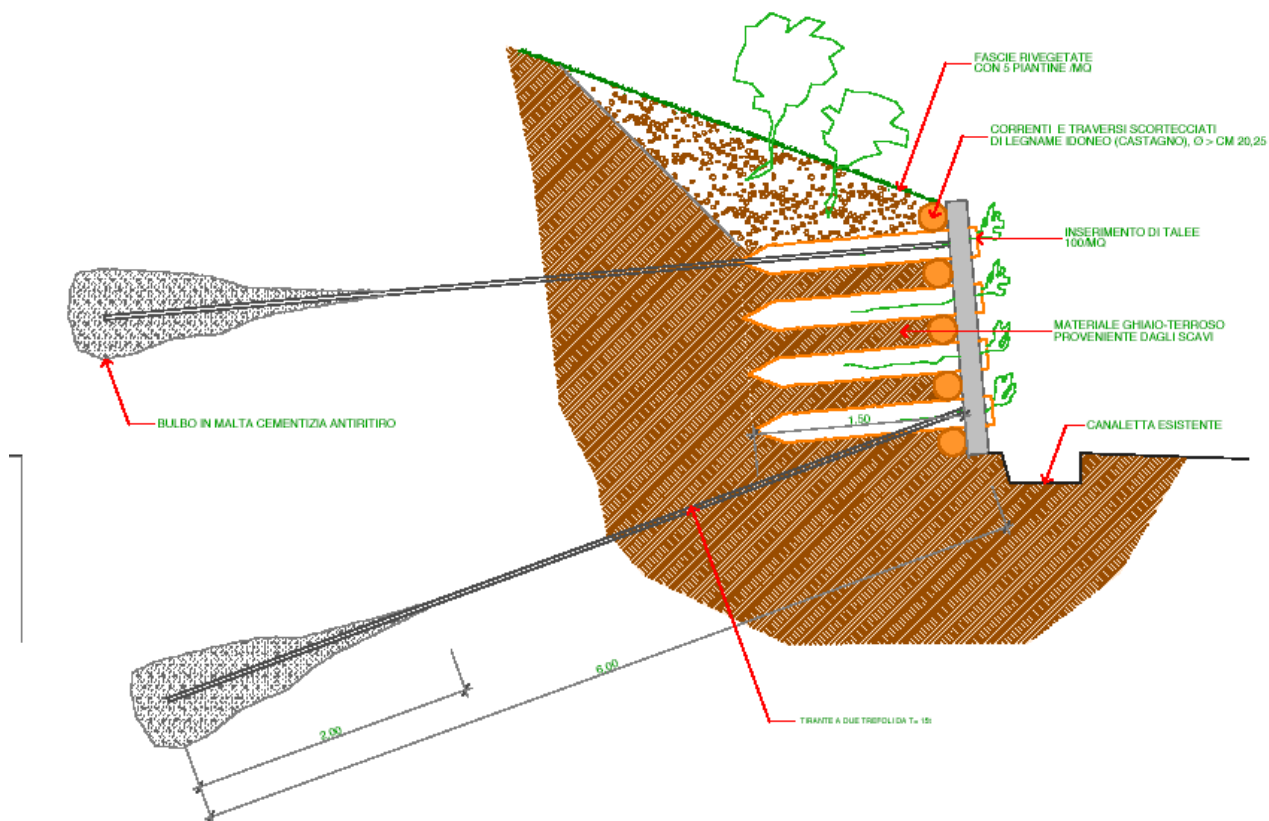 FASCIE RIVEGETATE
CON 5 PIANTINE /MQ
CORRENTI E TRAVERSI SCORTECCIATI
DI LEGNAME IDONEO (CASTAGNO), Ø > CM 20,25
INSERIMENTO DI TALEE
100/MQ
MATERIALE GHIAIO-TERROSO
PROVENIENTE DAGLI SCAVI
BULBO IN MALTA CEMENTIZIA ANTIRITIRO
1.50
CANALETTA ESISTENTE
6.00
TIRANTE A DUE TREFOLI DA T= 15t
2.00